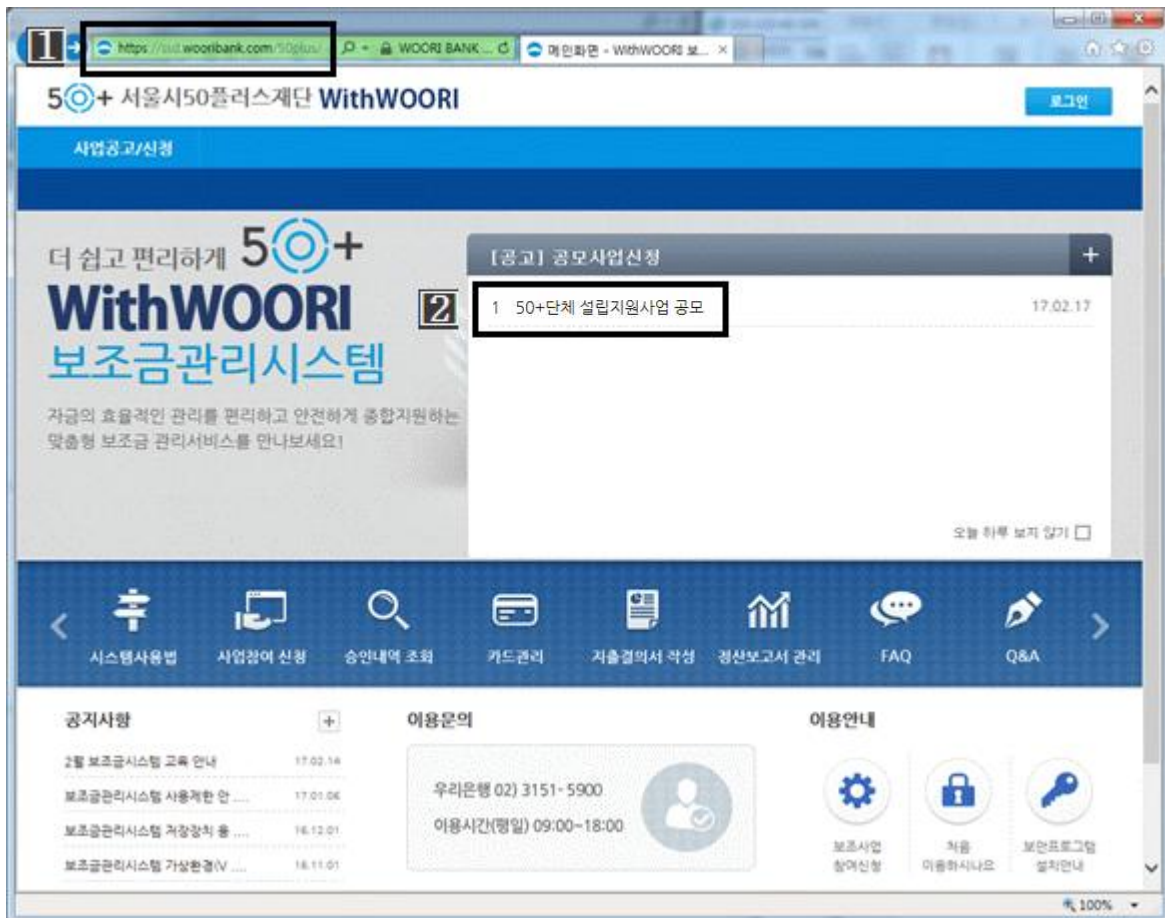 1
https://sud.wooribank.com/50plus/
WOORI BANK ...
메인화면 - WithWOORI 보...
50+ 서울시50플러스재단 WithWOORI
로그인
사업공고/신청
더 쉽고 편리하게 50+
WithWOORI
보조금관리시스템
자금의 효율적인 관리를 편리하고 안전하게 종합지원하는
맞춤형 보조금 관리서비스를 만나보세요!
[공고] 공모사업신청
+
2
1 50+단체 설립지원사업 공모
17.02.17
오늘 하루 보지 않기
시스템사용법
사업참여 신청
승인내역 조회
카드관리
지출결의서 작성
정산보고서 관리
FAQ
Q&A
공지사항
+
2월 보조금시스템 교육 안내 17.02.14
보조금관리시스템 사용제한 안 .... 17.01.06
보조금관리시스템 저장장치 용 .... 16.12.01
보조금관리시스템 가상환경(V .... 16.11.01
이용문의
우리은행 02) 3151- 5900
이용시간(평일) 09:00~18:00
이용안내
보조사업
참여신청
처음
이용하시나요
보안프로그램
설치안내
100%